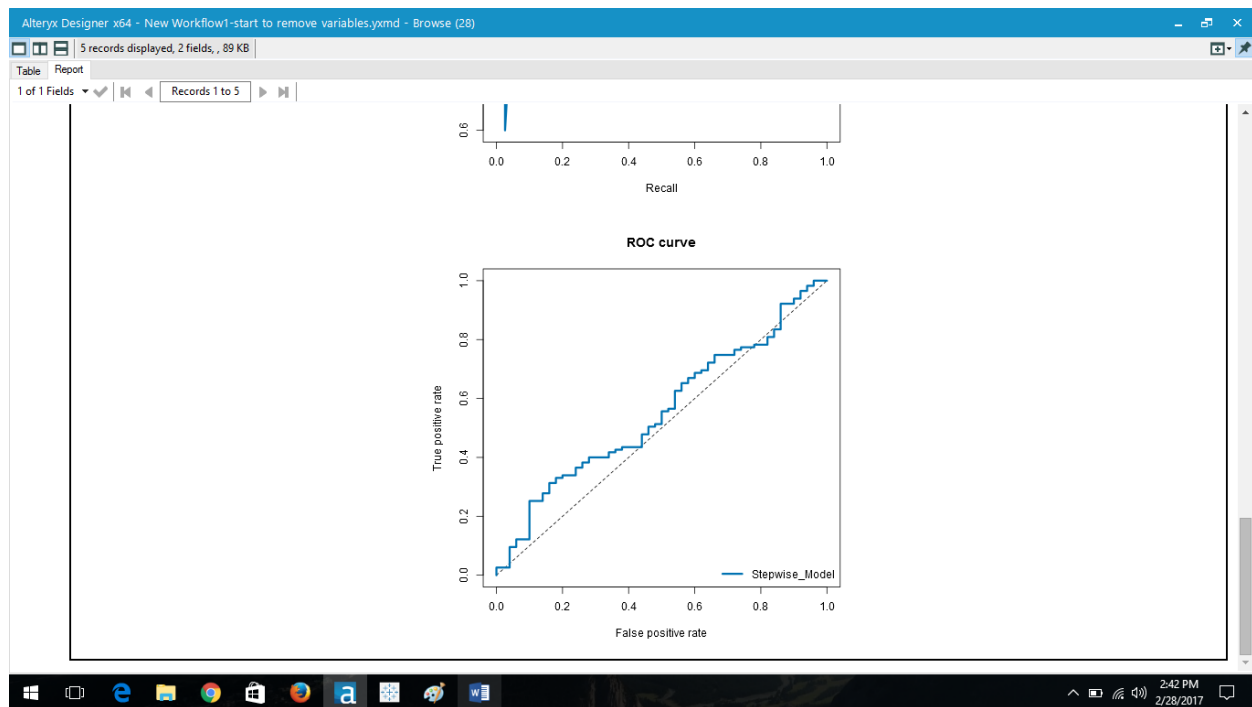 Alteryx Designer x64 - New Workflow1-start to remove variables.yxmd - Browse (28)
5 records displayed, 2 fields, , 89 KB
Table Report
1 of 1 Fields Records 1 to 5
0.6
0.0 0.2 0.4 0.6 0.8 1.0
Recall
ROC curve
1.0
0.8
0.6
True positive rate
0.4
0.2
0.0
Stepwise_Model
0.0 0.2 0.4 0.6 0.8 1.0
False positive rate
2:42 PM
2/28/2017